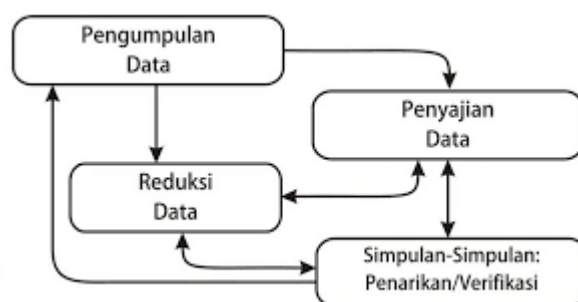 Pengumpulan
Data
Penyajian
Data
Reduksi
Data
Simpulan-Simpulan:
Penarikan/Verifikasi